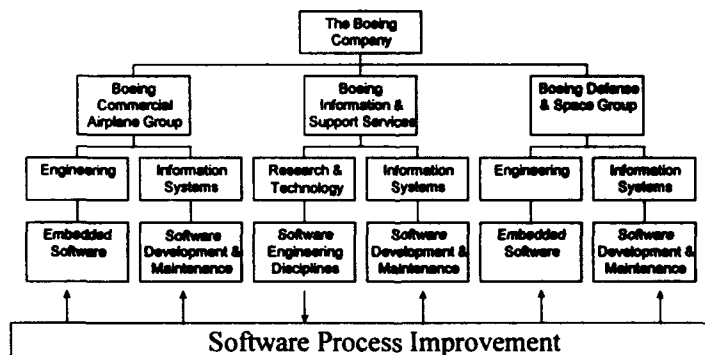 The Boeing
Company
Boeing
Commercial
Airplane Group
Boeing
Information &
Support Services
Boeing Defense
& Space Group
Engineering
Information
Systems
Research &
Technology
Information
Systems
Engineering
Information
Systems
Embedded
Software
Software
Development &
Maintenance
Software
Engineering
Disciplines
Software
Development &
Maintenance
Embedded
Software
Software
Development &
Maintenance
Software Process Improvement